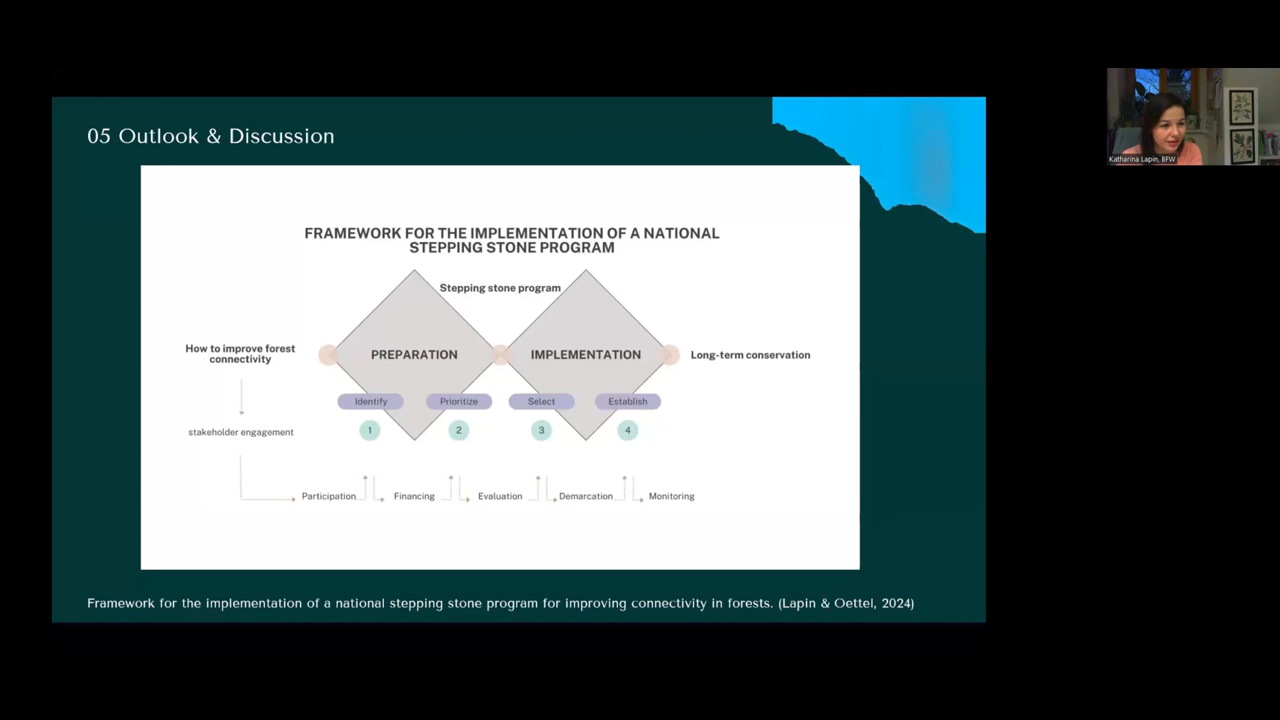 05 Outlook & Discussion
FRAMEWORK FOR THE IMPLEMENTATION OF A NATIONAL
STEPPING STONE PROGRAM
Stepping stone program
How to improve forest
connectivity
PREPARATION
IMPLEMENTATION
Long-term conservation
Identify
Prioritize
Select
Establish
1
2
3
4
stakeholder engagement
Participation
Financing
Evaluation
Demarcation
Monitoring
Framework for the implementation of a national stepping stone program for improving connectivity in forests. (Lapin & Oettel, 2024)
Katharina Lapin, BFW